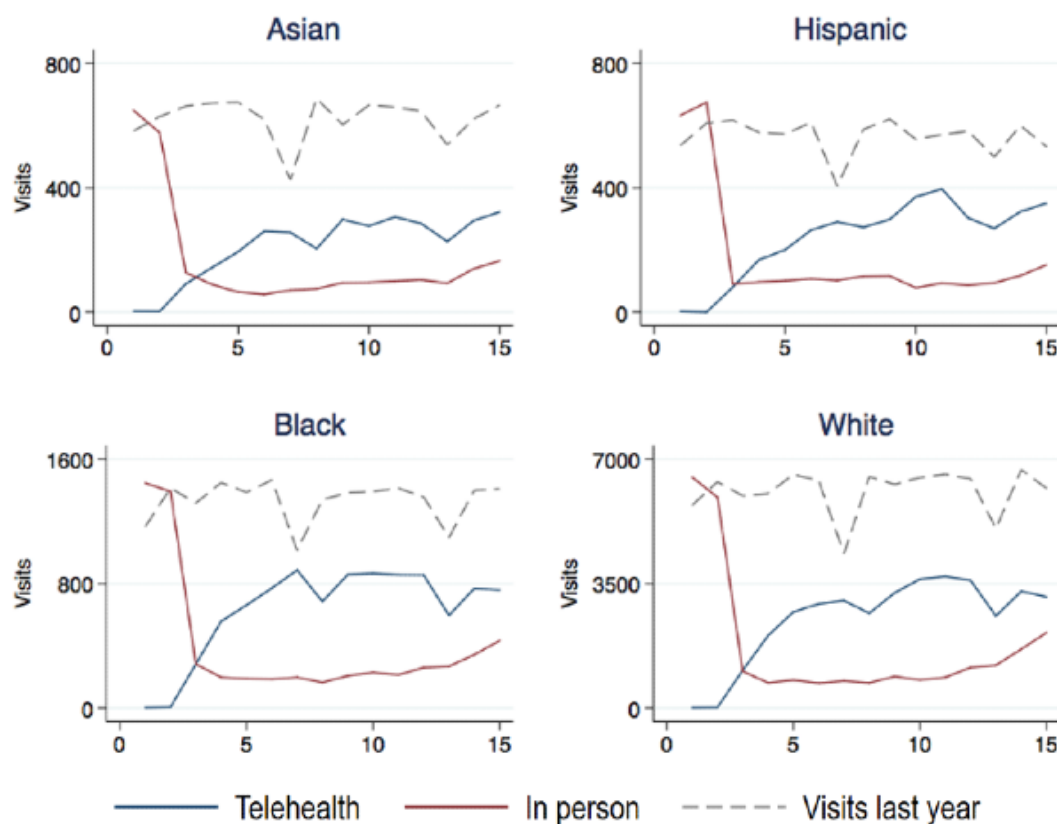 Asian Hispanic
800 800
Visits Visits
400 400
0 0
0 5 10 15 0 5 10 15
Black White
1600 7000
Visits Visits
800 3500
0 0
0 5 10 15 0 5 10 15
Telehealth In person Visits last year